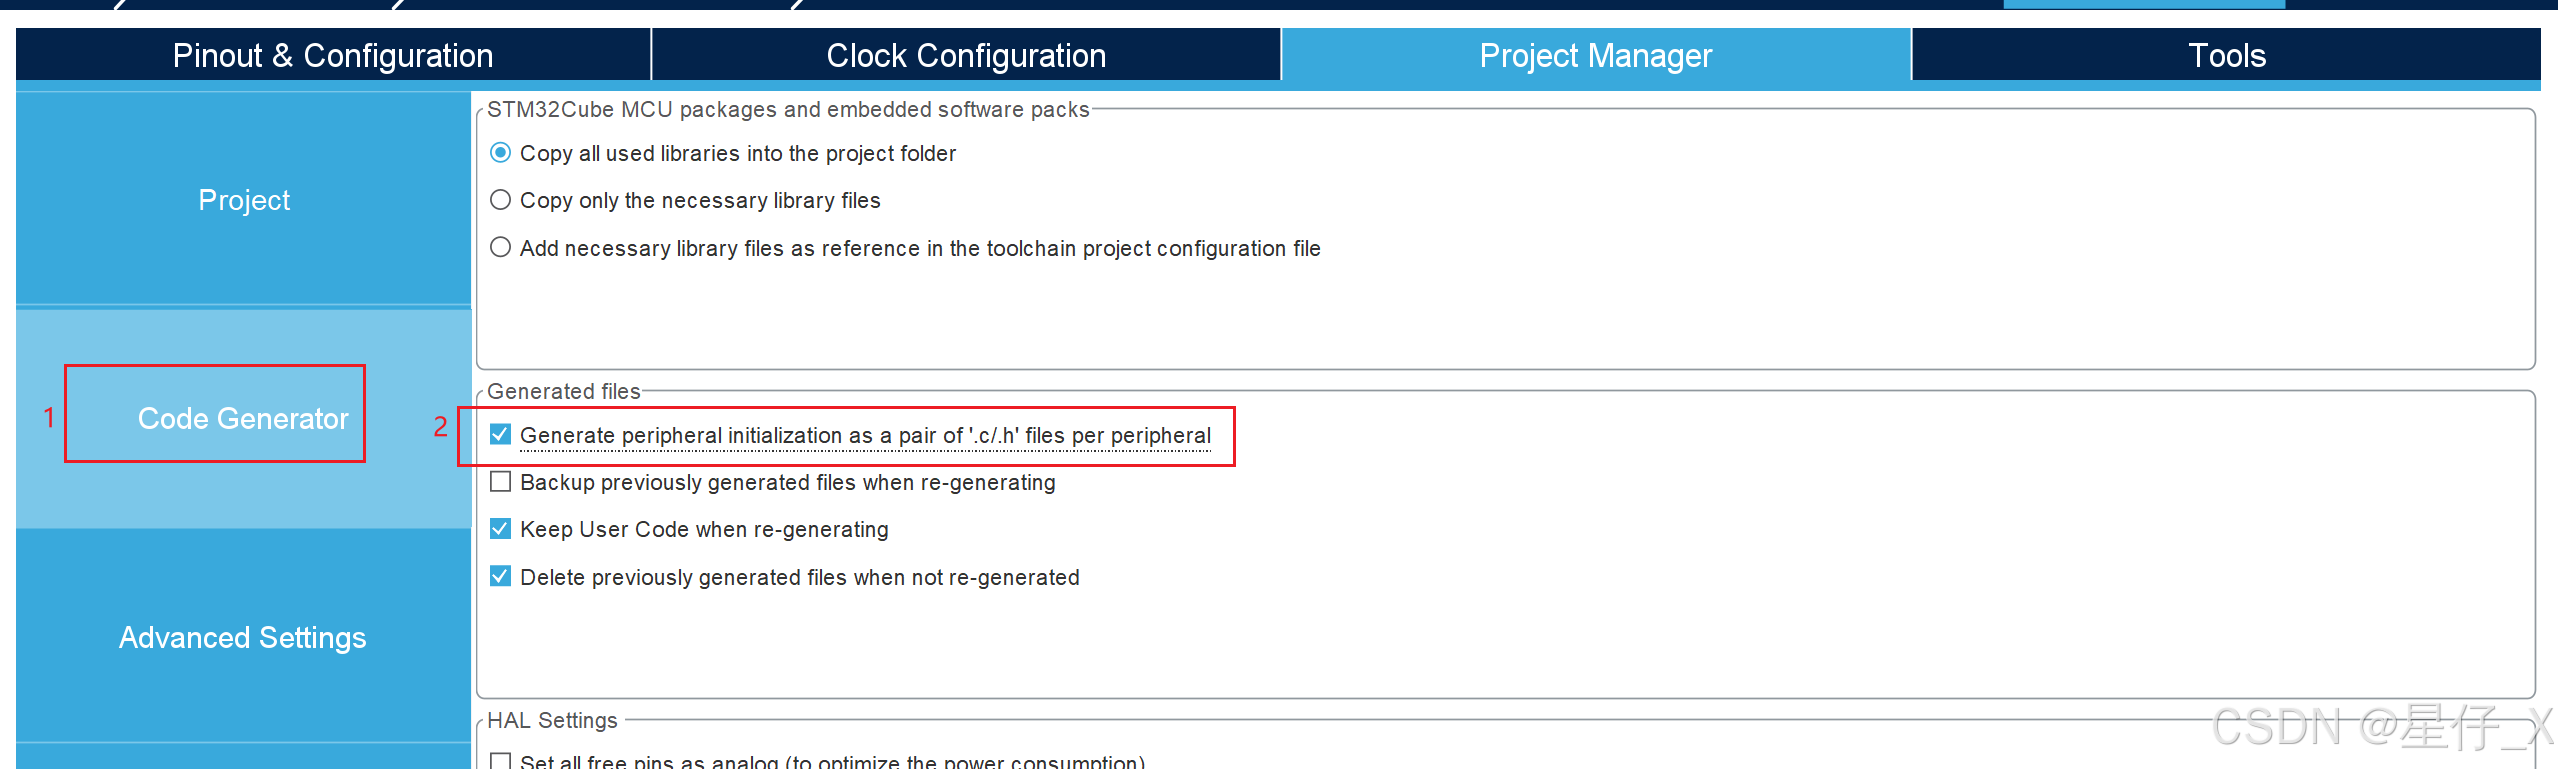 Pinout & Configuration
Clock Configuration
Project Manager
Tools
STM32Cube MCU packages and embedded software packs
Copy all used libraries into the project folder
Project
Copy only the necessary library files
Add necessary library files as reference in the toolchain project configuration file
Generated files
1
Code Generator
2
Generate peripheral initialization as a pair of '.c/.h' files per peripheral
Backup previously generated files when re-generating
Keep User Code when re-generating
Delete previously generated files when not re-generated
Advanced Settings
HAL Settings
Set all free pins as analog (to optimize the power consumption)
CSDN @星仔_X